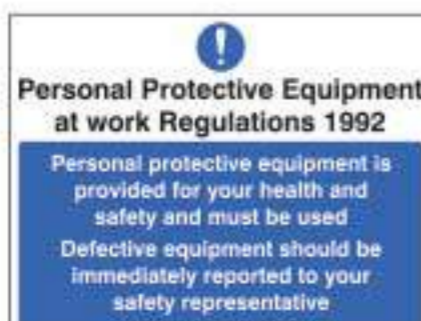 Personal Protective Equipment
at work Regulations 1992
Personal protective equipment is
provided for your health and
safety and must be used
Defective equipment should be
immediately reported to your
safety representative